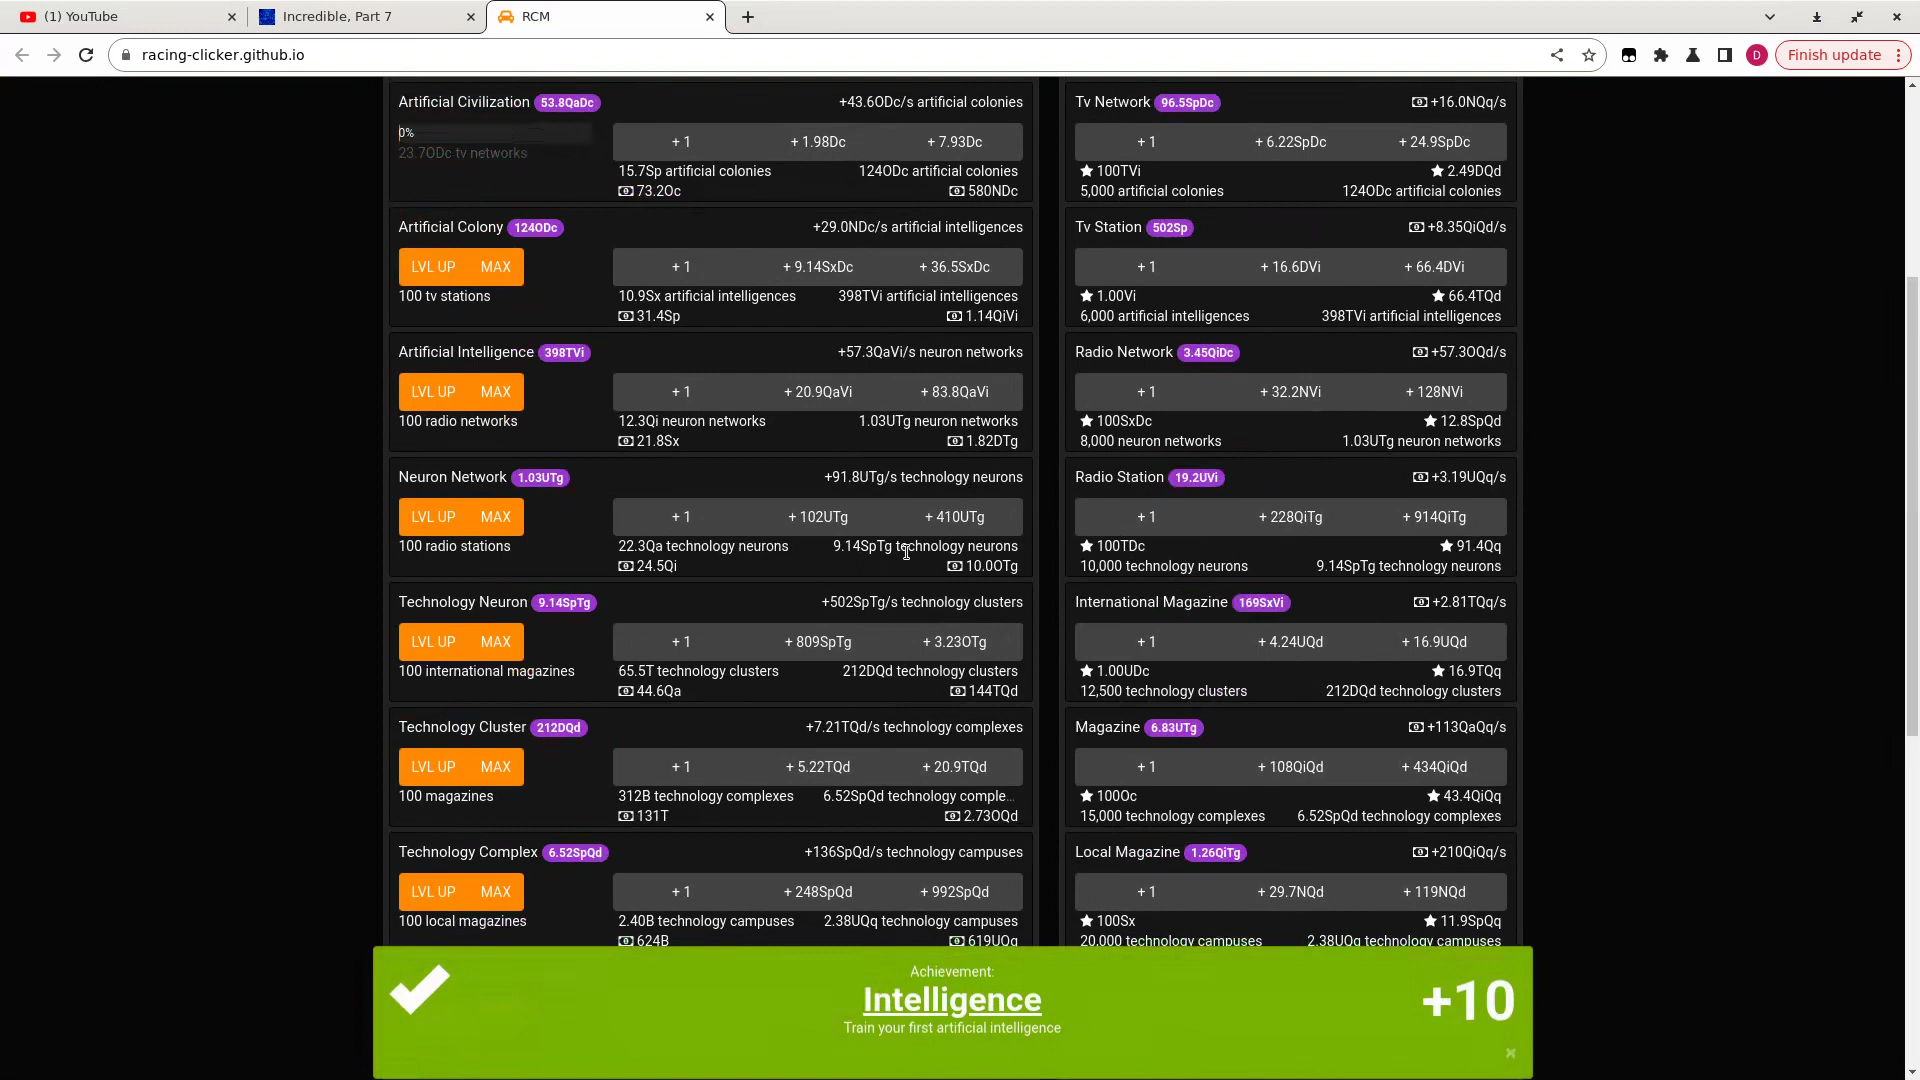 (1) YouTube
Incredible, Part 7
RCM
racing-clicker.github.io
D
Finish update
Artificial Civilization 53.8QaDc +43.6ODc/s artificial colonies
0%
23.7ODc tv networks
+ 1 + 1.98Dc + 7.93Dc
15.7Sp artificial colonies 124ODc artificial colonies
73.2Oc 580NDc
Tv Network 96.5SpDc +16.0NQq/s
+ 1 + 6.22SpDc + 24.9SpDc
100TVi 2.49DQd
5,000 artificial colonies 124ODc artificial colonies
Artificial Colony 124ODc +29.0NDc/s artificial intelligences
LVL UP MAX + 1 + 9.14SxDc + 36.5SxDc
100 tv stations 10.9Sx artificial intelligences 398TVi artificial intelligences
31.4Sp 1.14QiVi
Tv Station 502Sp +8.35QiQd/s
+ 1 + 16.6DVi + 66.4DVi
1.00Vi 66.4TQd
6,000 artificial intelligences 398TVi artificial intelligences
Artificial Intelligence 398TVi +57.3QaVi/s neuron networks
LVL UP MAX + 1 + 20.9QaVi + 83.8QaVi
100 radio networks 12.3Qi neuron networks 1.03UTg neuron networks
21.8Sx 1.82DTg
Radio Network 3.45QiDc +57.3OQd/s
+ 1 + 32.2NVi + 128NVi
100SxDc 12.8SpQd
8,000 neuron networks 1.03UTg neuron networks
Neuron Network 1.03UTg +91.8UTg/s technology neurons
LVL UP MAX + 1 + 102UTg + 410UTg
100 radio stations 22.3Qa technology neurons 9.14SpTg technology neurons
24.5Qi 10.0OTg
Radio Station 19.2UVi +3.19UQq/s
+ 1 + 228QiTg + 914QiTg
100TDc 91.4Qq
10,000 technology neurons 9.14SpTg technology neurons
Technology Neuron 9.14SpTg +502SpTg/s technology clusters
LVL UP MAX + 1 + 809SpTg + 3.23OTg
100 international magazines 65.5T technology clusters 212DQd technology clusters
44.6Qa 144TQd
International Magazine 169SxVi +2.81TQq/s
+ 1 + 4.24UQd + 16.9UQd
1.00UDc 16.9TQq
12,500 technology clusters 212DQd technology clusters
Technology Cluster 212DQd +7.21TQd/s technology complexes
LVL UP MAX + 1 + 5.22TQd + 20.9TQd
100 magazines 312B technology complexes 6.52SpQd technology comple...
131T 2.73OQd
Magazine 6.83UTg +113QaQq/s
+ 1 + 108QiQd + 434QiQd
100Oc 43.4QiQq
15,000 technology complexes 6.52SpQd technology complexes
Technology Complex 6.52SpQd +136SpQd/s technology campuses
LVL UP MAX + 1 + 248SpQd + 992SpQd
100 local magazines 2.40B technology campuses 2.38UQq technology campuses
624B 619UQq
Local Magazine 1.26QiTg +210QiQq/s
+ 1 + 29.7NQd + 119NQd
100Sx 11.9SpQq
20,000 technology campuses 2.38UQq technology campuses
Achievement:
Intelligence
Train your first artificial intelligence
+10